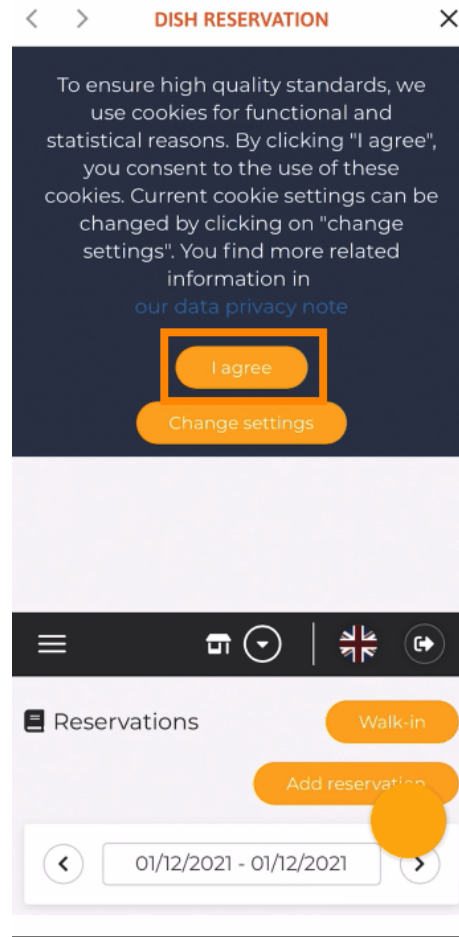 DISH RESERVATION
To ensure high quality standards, we
use cookies for functional and
statistical reasons. By clicking "I agree",
you consent to the use of these
cookies. Current cookie settings can be
changed by clicking on "change
settings". You find more related
information in
our data privacy note
I agree
Change settings
Reservations
Walk-in
Add reservation
01/12/2021 - 01/12/2021